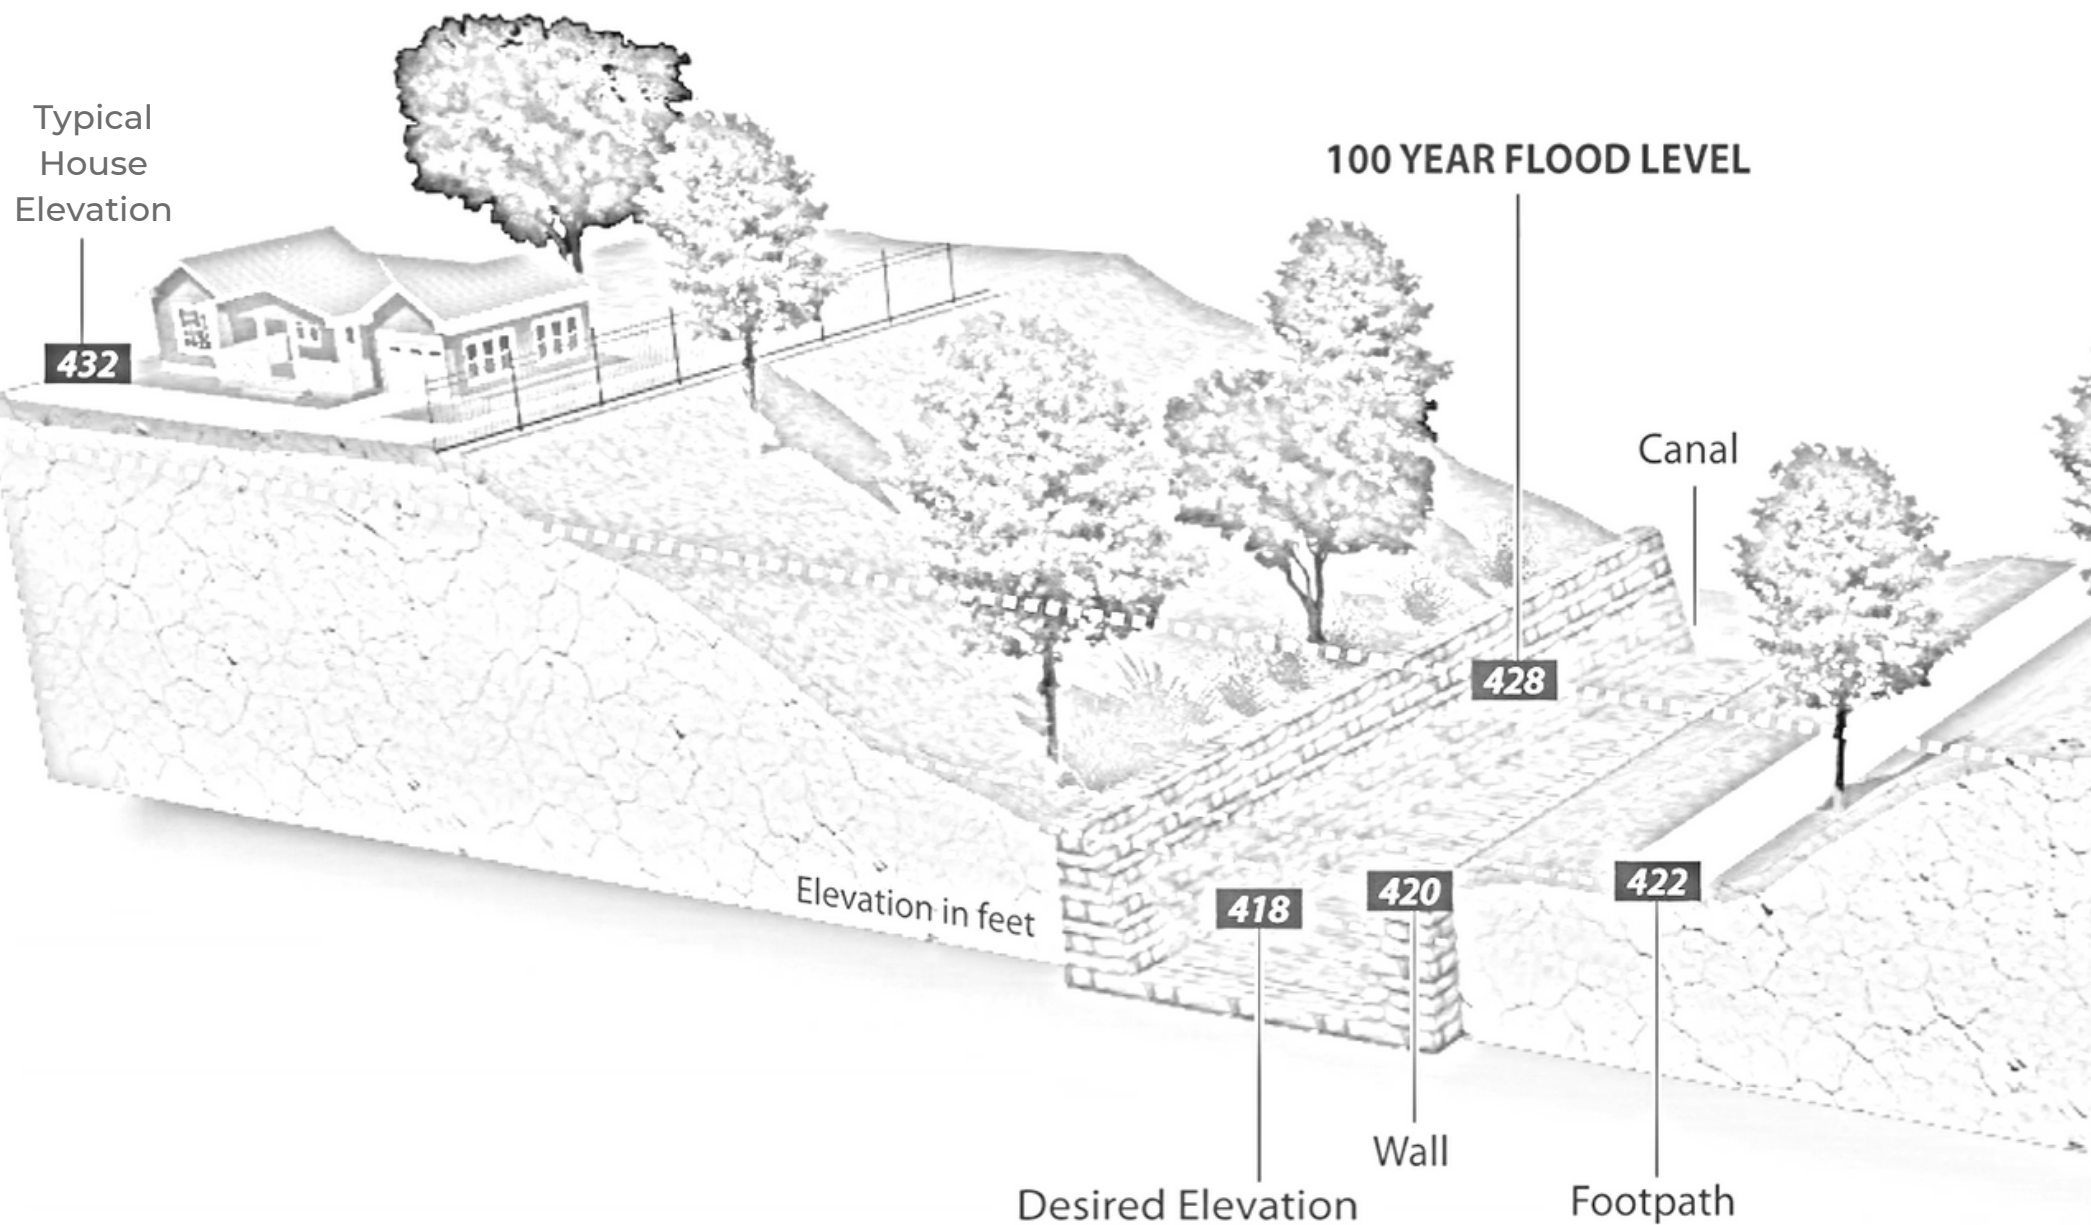 Typical
House
Elevation
432
100 YEAR FLOOD LEVEL
Canal
428
Elevation in feet
418
420
422
Wall
Desired Elevation
Footpath